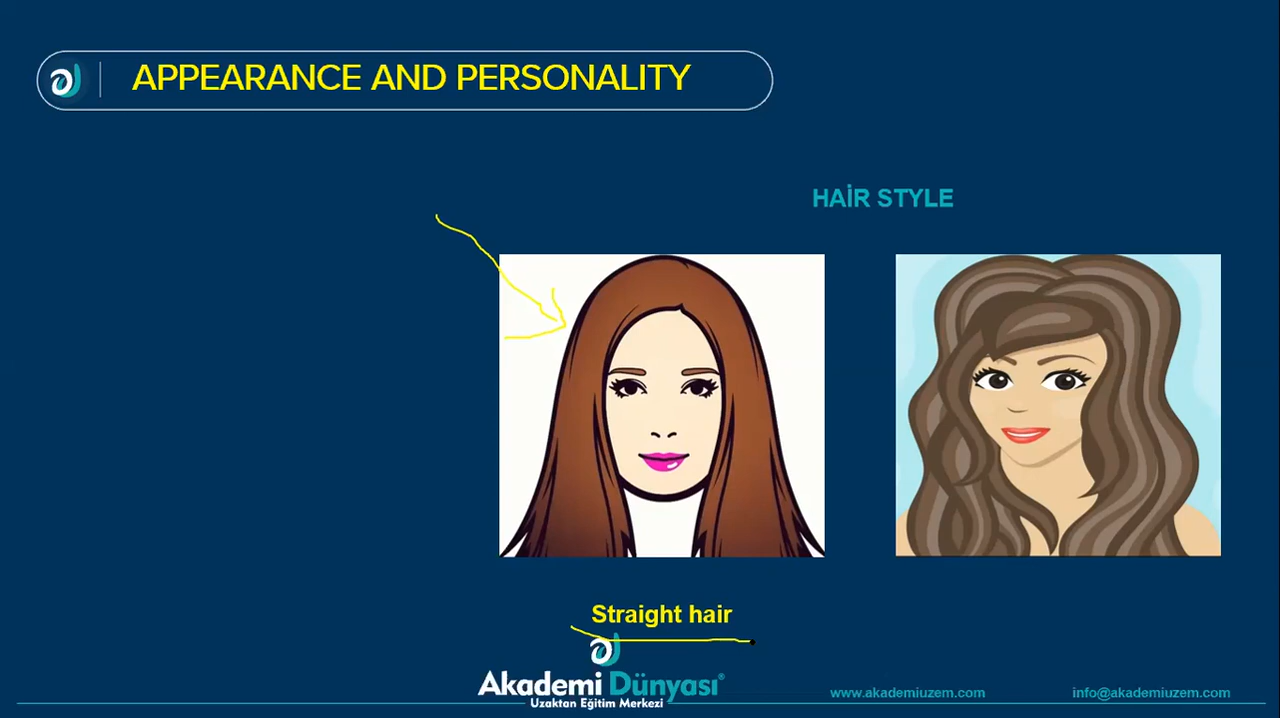 APPEARANCE AND PERSONALITY
HAİR STYLE
Straight hair
Akademi Dünyası®
Uzaktan Eğitim Merkezi
www.akademiuzem.com
info@akademiuzem.com